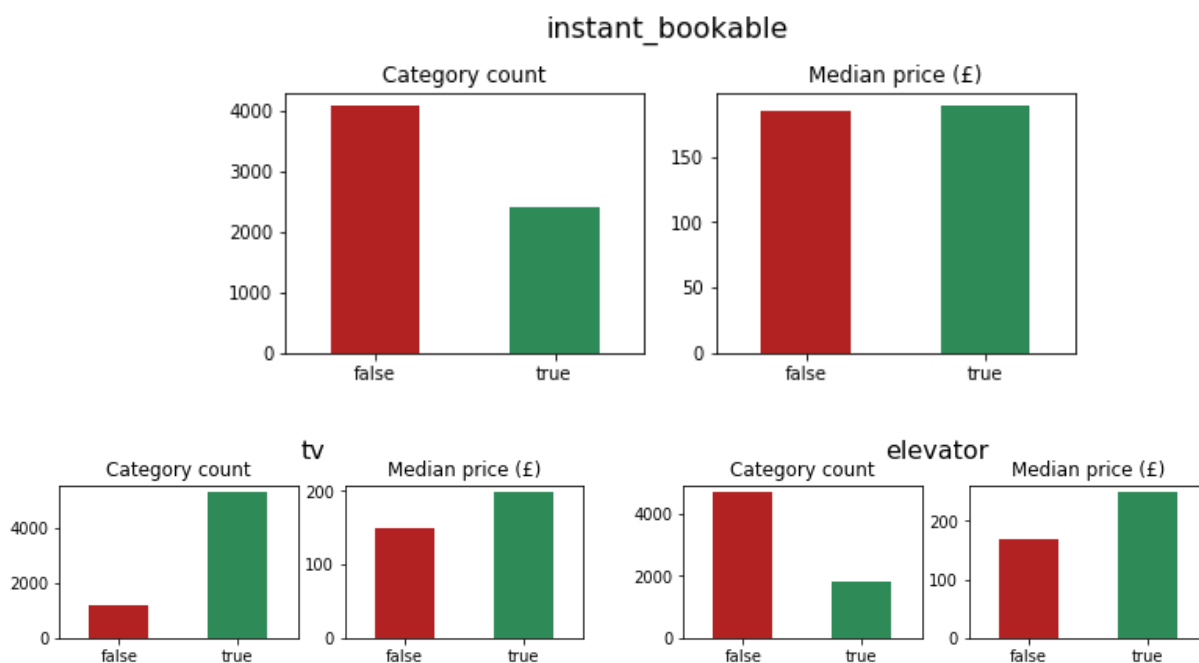 instant_bookable
Category count
Median price (£)
4000
3000
2000
1000
0
false
true
150
100
50
0
false
true
tv
Category count
Median price (£)
4000
2000
0
false
true
200
100
0
false
true
elevator
Category count
Median price (£)
4000
2000
0
false
true
200
100
0
false
true